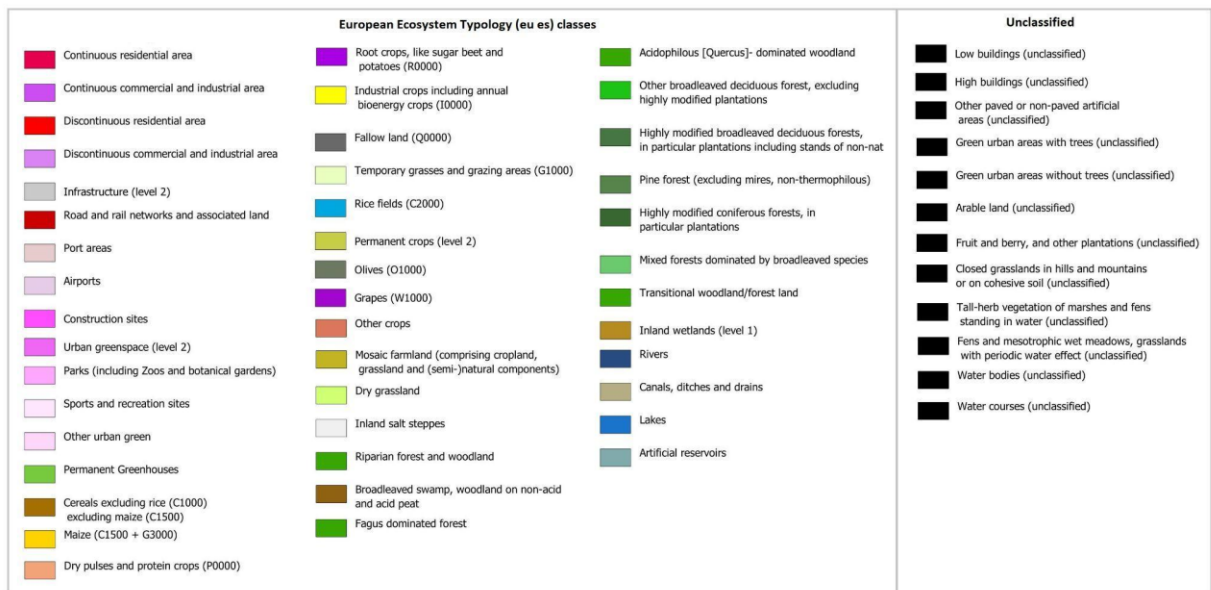 European Ecosystem Typology (eu es) classes
Continuous residential area
Continuous commercial and industrial area
Discontinuous residential area
Discontinuous commercial and industrial area
Infrastructure (level 2)
Road and rail networks and associated land
Port areas
Airports
Construction sites
Urban greenspace (level 2)
Parks (including Zoos and botanical gardens)
Sports and recreation sites
Other urban green
Permanent Greenhouses
Cereals excluding rice (C1000)
excluding maize (C1500)
Maize (C1500 + G3000)
Dry pulses and protein crops (P0000)
Root crops, like sugar beet and
potatoes (R0000)
Industrial crops including annual
bioenergy crops (I0000)
Fallow land (Q0000)
Temporary grasses and grazing areas (G1000)
Rice fields (C2000)
Permanent crops (level 2)
Olives (O1000)
Grapes (W1000)
Other crops
Mosaic farmland (comprising cropland,
grassland and (semi-)natural components)
Dry grassland
Inland salt steppes
Riparian forest and woodland
Broadleaved swamp, woodland on non-acid
and acid peat
Fagus dominated forest
Acidophilous [Quercus]- dominated woodland
Other broadleaved deciduous forest, excluding
highly modified plantations
Highly modified broadleaved deciduous forests,
in particular plantations including stands of non-nat
Pine forest (excluding mires, non-thermophilous)
Highly modified coniferous forests, in
particular plantations
Mixed forests dominated by broadleaved species
Transitional woodland/forest land
Inland wetlands (level 1)
Rivers
Canals, ditches and drains
Lakes
Artificial reservoirs
Unclassified
Low buildings (unclassified)
High buildings (unclassified)
Other paved or non-paved artificial
areas (unclassified)
Green urban areas with trees (unclassified)
Green urban areas without trees (unclassified)
Arable land (unclassified)
Fruit and berry, and other plantations (unclassified)
Closed grasslands in hills and mountains
or on cohesive soil (unclassified)
Tall-herb vegetation of marshes and fens
standing in water (unclassified)
Fens and mesotrophic wet meadows, grasslands
with periodic water effect (unclassified)
Water bodies (unclassified)
Water courses (unclassified)